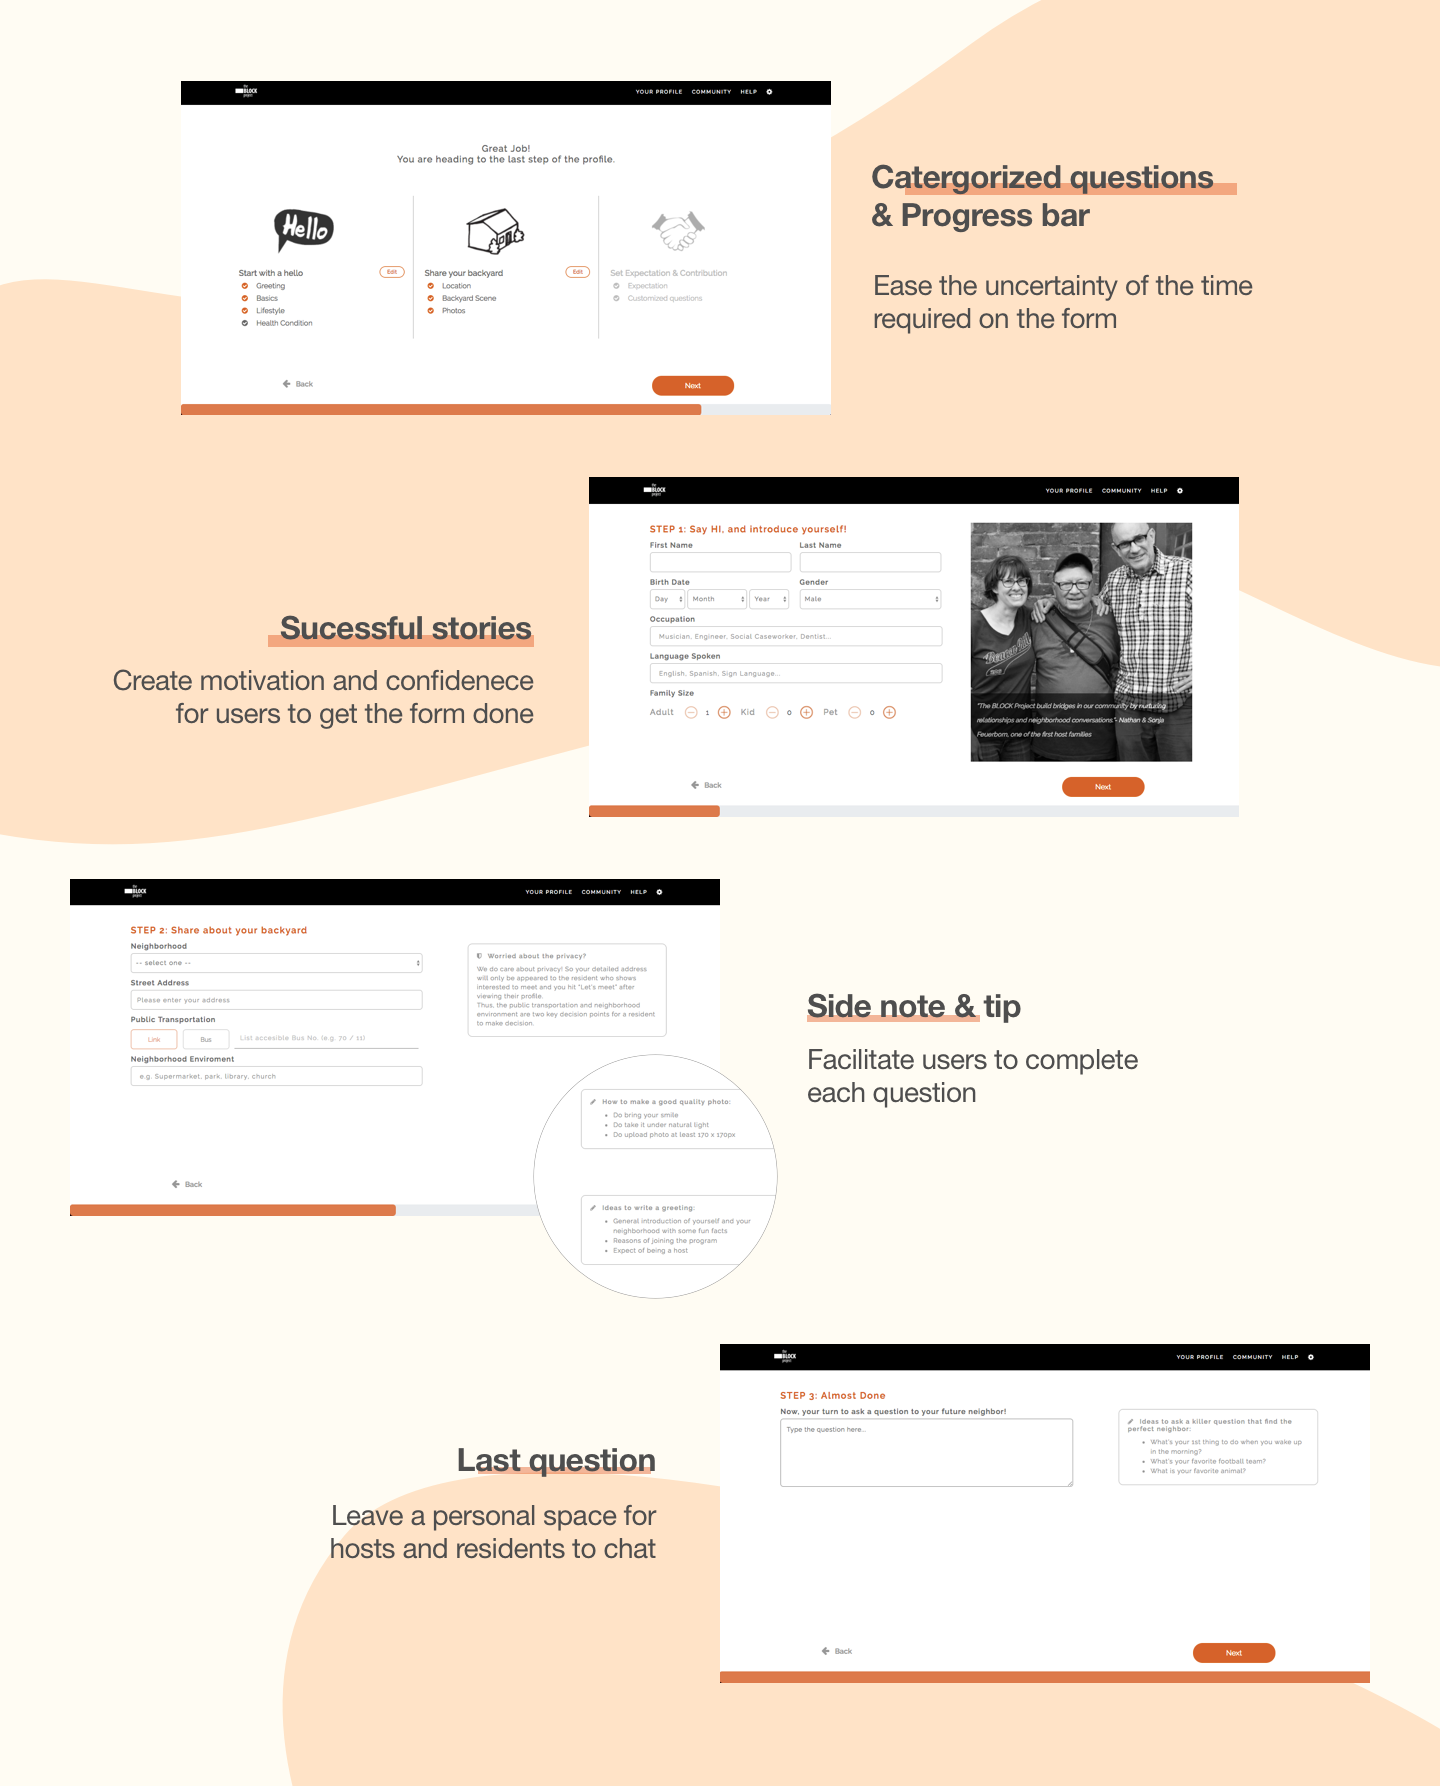 the
BLOCK
project
YOUR PROFILE COMMUNITY HELP
Great Job!
You are heading to the last step of the profile.
Hello
Start with a hello
Edit
Greeting
Basics
Lifestyle
Health Condition
Share your backyard
Edit
Location
Backyard Scene
Photos
Set Expectation & Contribution
Expectation
Customized questions
Back
Next
Catergorized questions
& Progress bar
Ease the uncertainty of the time
required on the form
Sucessful stories
Create motivation and confidenece
for users to get the form done
the
BLOCK
project
YOUR PROFILE COMMUNITY HELP
STEP 1: Say HI, and introduce yourself!
First Name Last Name
Birth Date Gender
Day Month Year Male
Occupation
Musician, Engineer, Social Caseworker, Dentist...
Language Spoken
English, Spanish, Sign Language...
Family Size
Adult 1 Kid 0 Pet 0
"The BLOCK Project build bridges in our community by nurturing
relationships and neighborhood conversations."- Nathan & Sonja
Feuerborn, one of the first host families
Back
Next
the
BLOCK
project
YOUR PROFILE COMMUNITY HELP
STEP 2: Share about your backyard
Neighborhood
-- select one --
Street Address
Please enter your address
Public Transportation
Link Bus List accesible Bus No. (e.g. 70 / 11)
Neighborhood Enviroment
e.g. Supermarket, park, library, church
Worried about the privacy?
We do care about privacy! So your detailed address
will only be appeared to the resident who shows
interested to meet and you hit "Let's meet" after
viewing their profile.
Thus, the public transportation and neighborhood
environment are two key decision points for a resident
to make decision.
How to make a good quality photo:
Do bring your smile
Do take it under natural light
Do upload photo at least 170 x 170px
Ideas to write a greeting:
General introduction of yourself and your
neighborhood with some fun facts
Reasons of joining the program
Expect of being a host
Back
Side note & tip
Facilitate users to complete
each question
Last question
Leave a personal space for
hosts and residents to chat
the
BLOCK
project
YOUR PROFILE COMMUNITY HELP
STEP 3: Almost Done
Now, your turn to ask a question to your future neighbor!
Type the question here...
Ideas to ask a killer question that find the
perfect neighbor:
What's your 1st thing to do when you wake up
in the morning?
What's your favorite football team?
What is your favorite animal?
Back
Next